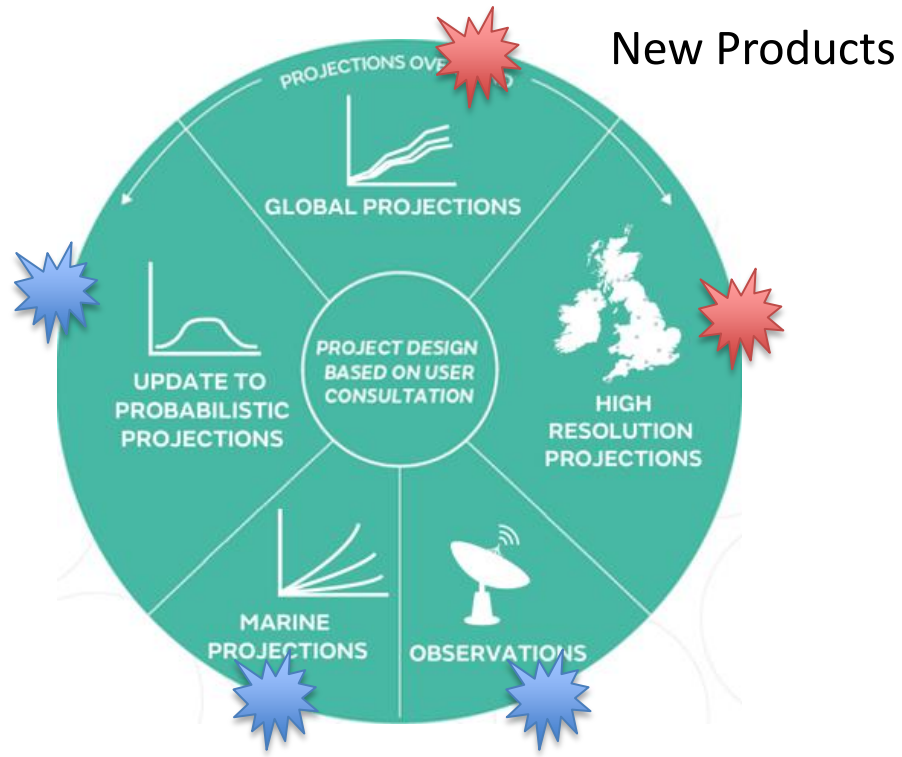 New Products
PROJECTIONS
GLOBAL PROJECTIONS
UPDATE TO
PROBABILISTIC
PROJECTIONS
PROJECT DESIGN
BASED ON USER
CONSULTATION
HIGH
RESOLUTION
PROJECTIONS
MARINE
PROJECTIONS
OBSERVATIONS